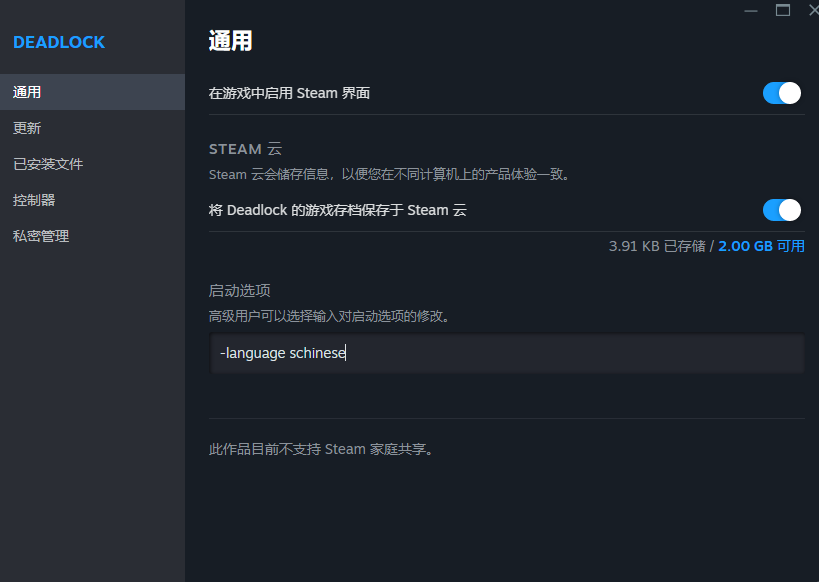 DEADLOCK
通用
更新
已安装文件
控制器
私密管理
通用
在游戏中启用 Steam 界面
STEAM 云
Steam 云会储存信息，以便您在不同计算机上的产品体验一致。
将 Deadlock 的游戏存档保存于 Steam 云
3.91 KB 已存储 / 2.00 GB 可用
启动选项
高级用户可以选择输入对启动选项的修改。
-language schinese
此作品目前不支持 Steam 家庭共享。